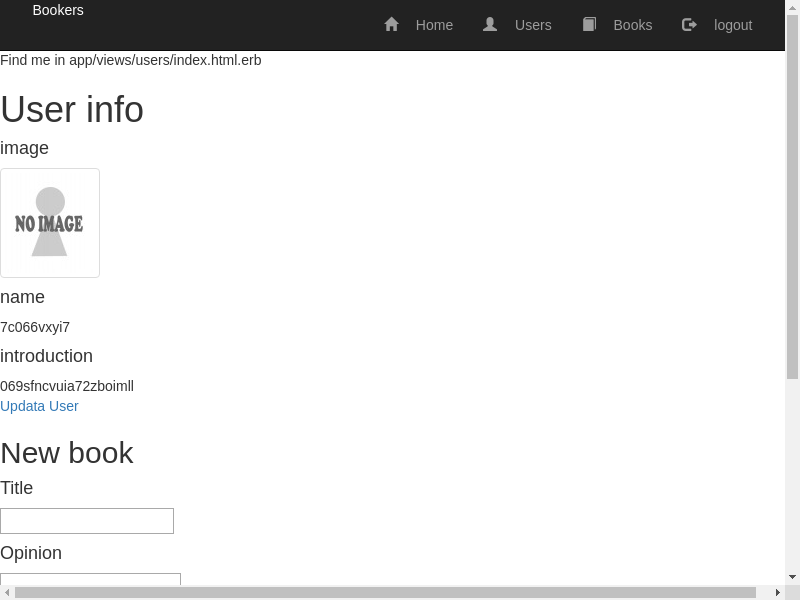 Bookers
Home Users Books logout
Find me in app/views/users/index.html.erb
User info
image
NO IMAGE
name
7c066vxyi7
introduction
069sfncvuia72zboimll
Updata User
New book
Title
Opinion